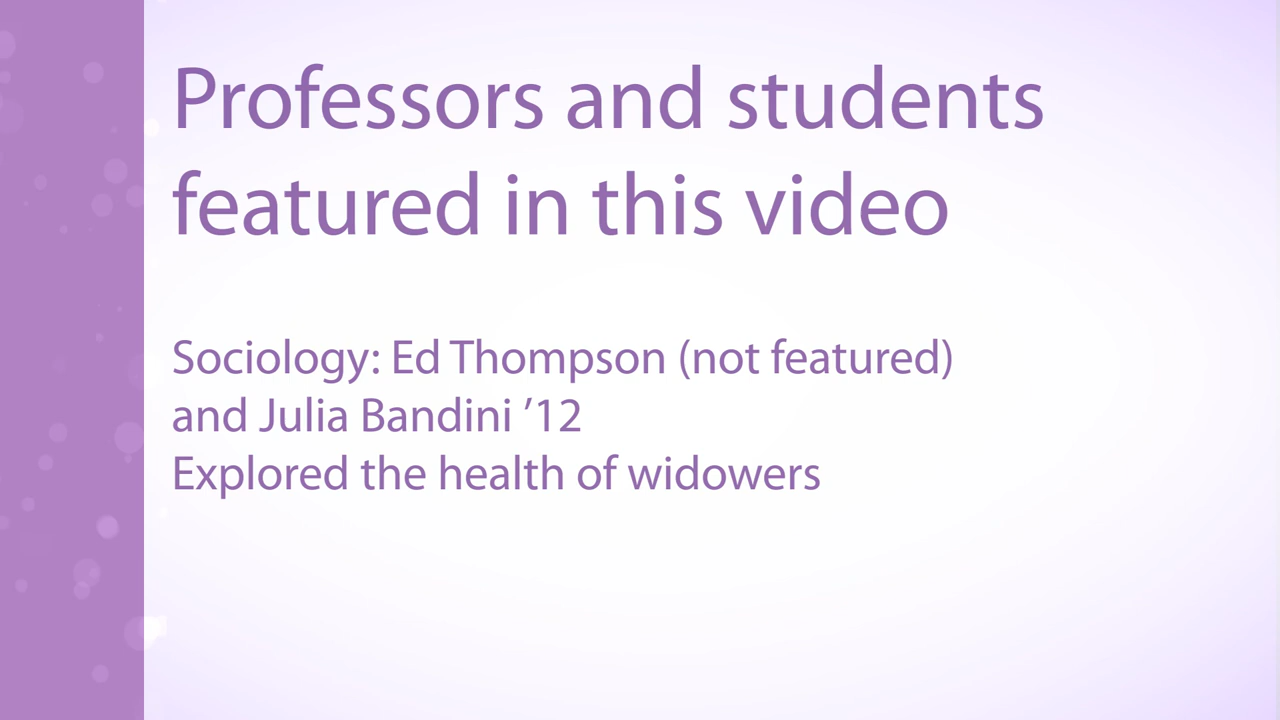 Professors and students
featured in this video
Sociology: Ed Thompson (not featured)
and Julia Bandini ’12
Explored the health of widowers